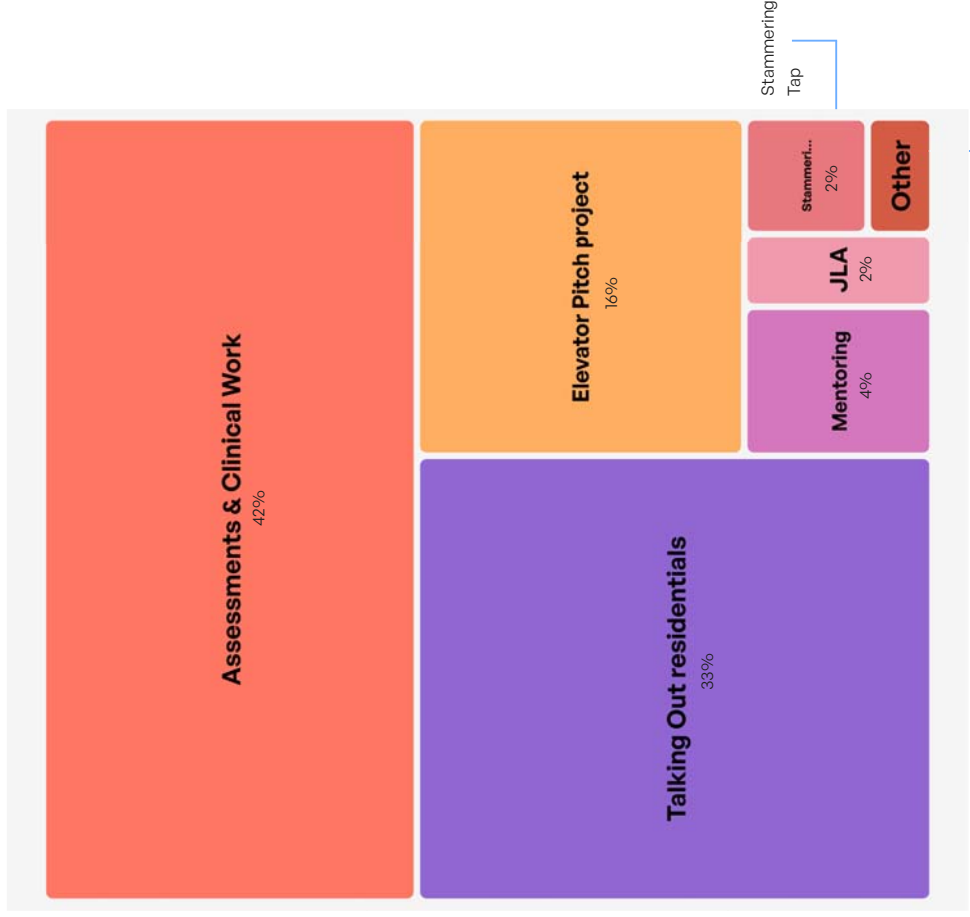 Assessments & Clinical Work
42%
Talking Out residentials
33%
Elevator Pitch project
16%
Mentoring
4%
JLA
2%
Stammeri...
2%
Other
Stammering
Tap